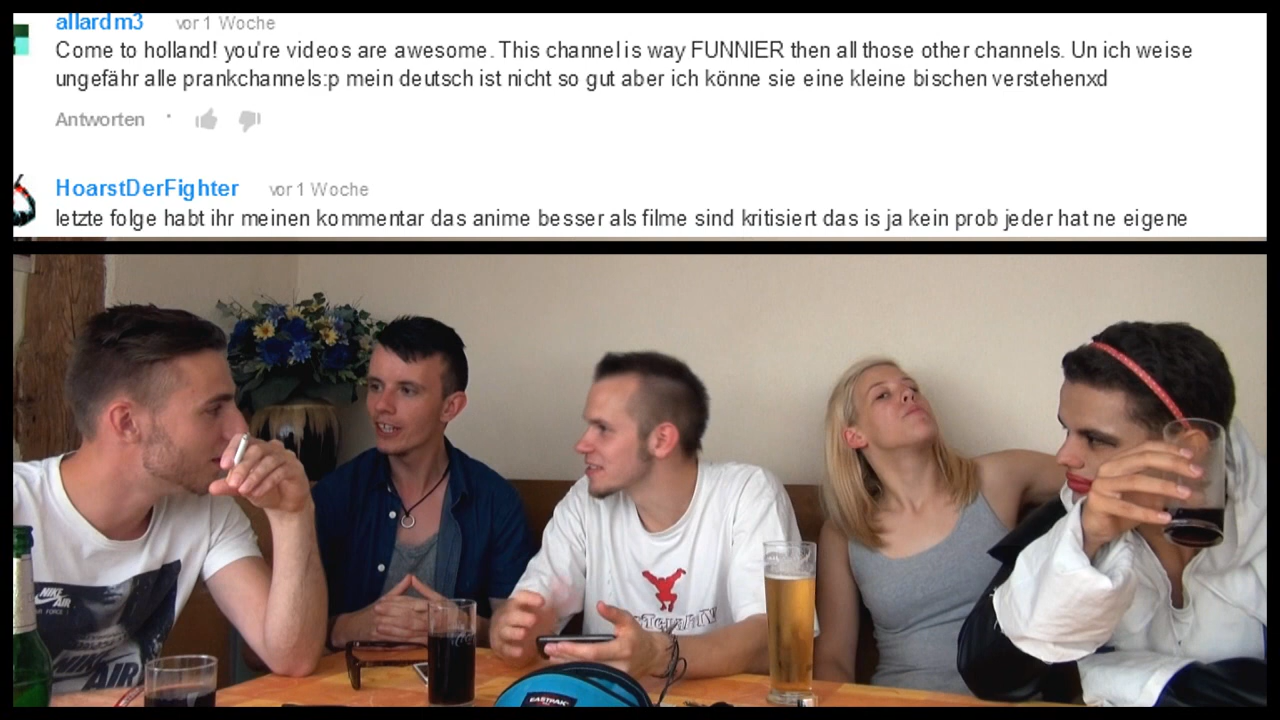 allardm3 vor 1 Woche
Come to holland! you're videos are awesome. This channel is way FUNNIER then all those other channels. Un ich weise
ungefähr alle prankchannels:p mein deutsch ist nicht so gut aber ich könne sie eine kleine bischen verstehenxd
Antworten
HoarstDerFighter vor 1 Woche
letzte folge habt ihr meinen kommentar das anime besser als filme sind kritisiert das is ja kein prob jeder hat ne eigene
NIKE
AIR
AIR FORCE
NIKE
AIR
EASTPAK